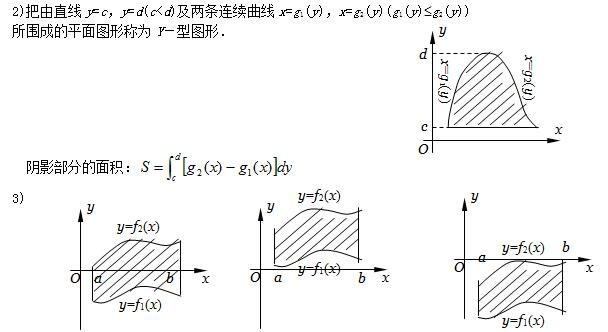 2)把由直线 y=c, y=d(c<d)及两条连续曲线 x=g₁(y), x=g₂(y)(g₁(y)≤g₂(y))
所围成的平面图形称为 Y—型图形.
y
d
x=g₁(y)
x=g₂(y)
c
O
x
阴影部分的面积: S=∫_c^d[g₂(x)-g₁(x)]dy
3)
y
y=f₂(x)
O
a
b
x
y=f₁(x)
y
y=f₂(x)
y=f₁(x)
O
a
b
x
y
O
a
y=f₂(x)
b
x
y=f₁(x)